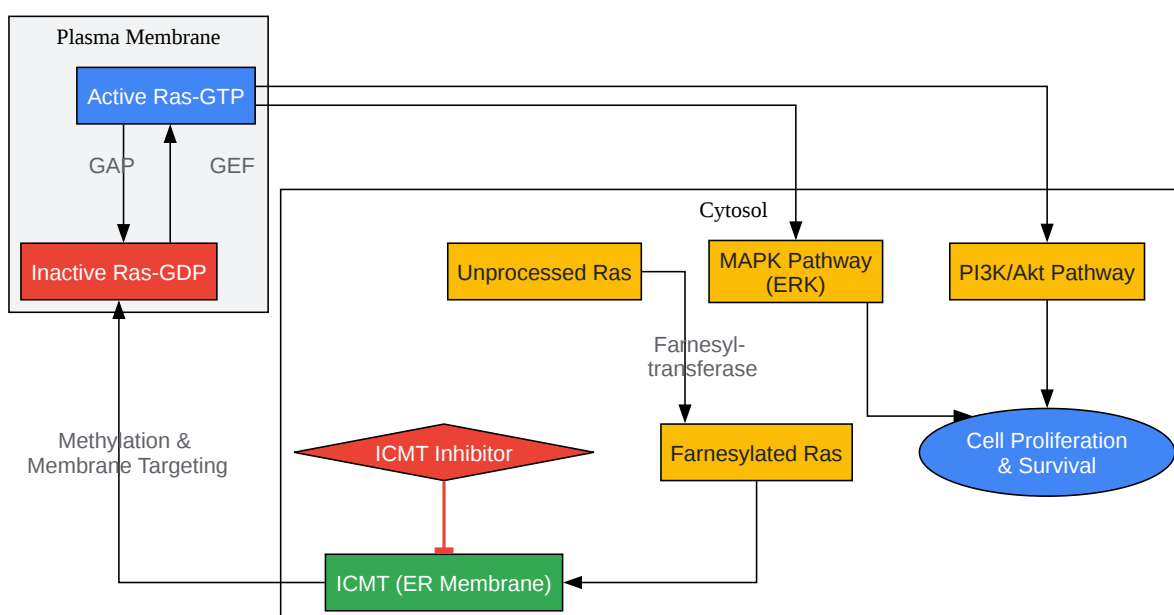 Plasma Membrane
Active Ras-GTP
GAP
GEF
Inactive Ras-GDP
Cytosol
Unprocessed Ras
MAPK Pathway
(ERK)
PI3K/Akt Pathway
Farnesyl-
transferase
Methylation &
Membrane Targeting
ICMT Inhibitor
Farnesylated Ras
Cell Proliferation
& Survival
ICMT (ER Membrane)